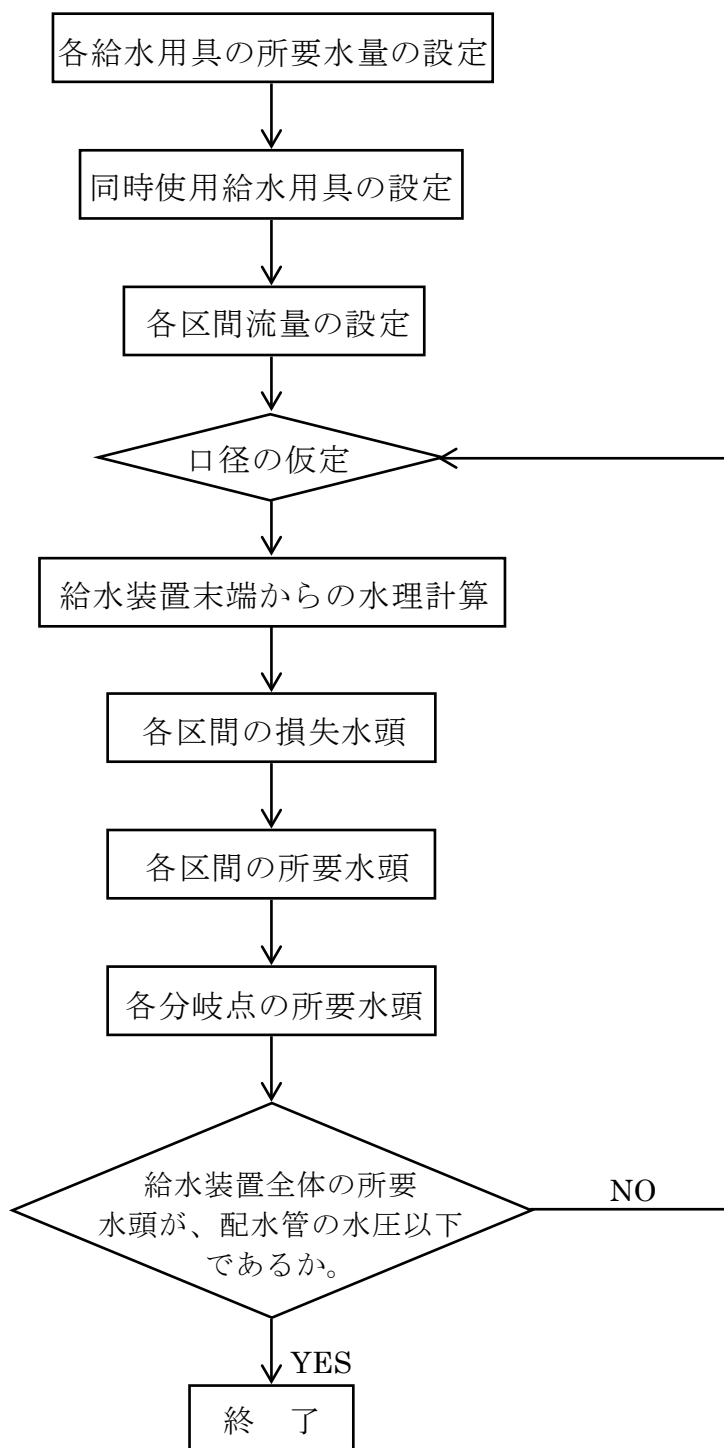 各給水用具の所要水量の設定
同時使用給水用具の設定
各区間流量の設定
口径の仮定
給水装置末端からの水理計算
各区間の損失水頭
各区間の所要水頭
各分岐点の所要水頭
給水装置全体の所要
水頭が、配水管の水圧以下
であるか。
NO
YES
終　了